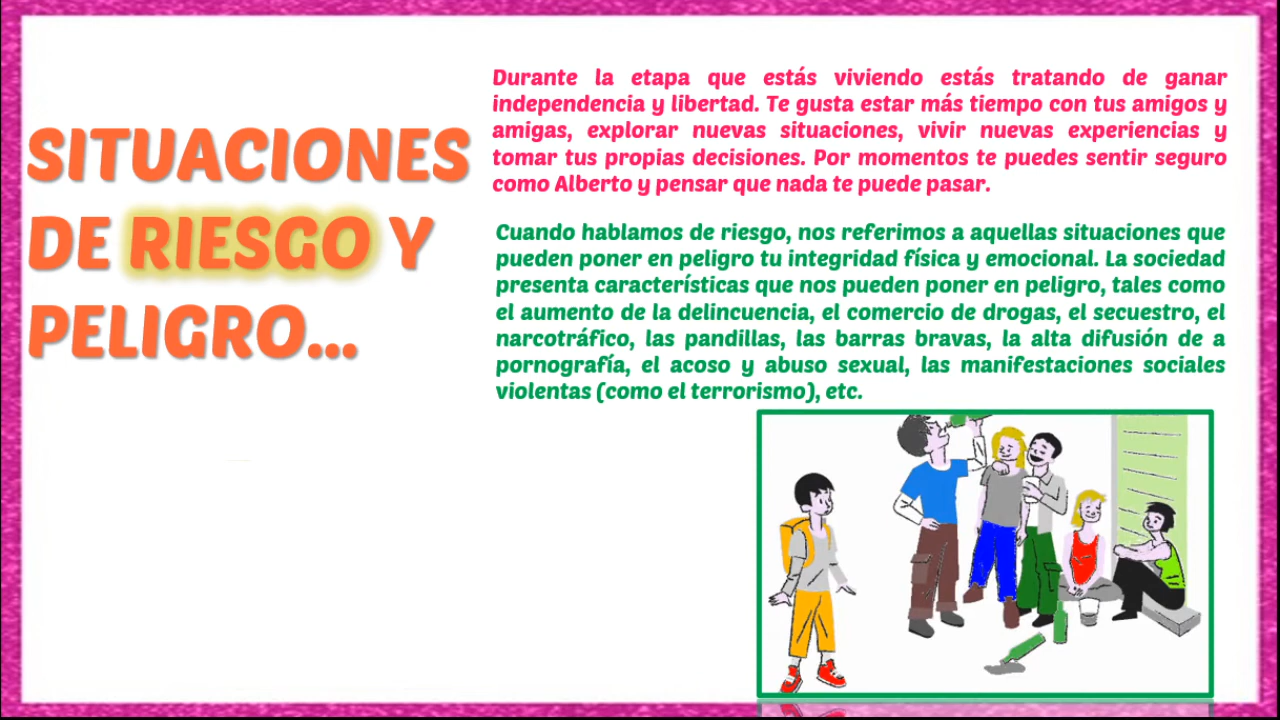 SITUACIONES
DE RIESGO Y
PELIGRO...
Durante la etapa que estás viviendo estás tratando de ganar
independencia y libertad. Te gusta estar más tiempo con tus amigos y
amigas, explorar nuevas situaciones, vivir nuevas experiencias y
tomar tus propias decisiones. Por momentos te puedes sentir seguro
como Alberto y pensar que nada te puede pasar.
Cuando hablamos de riesgo, nos referimos a aquellas situaciones que
pueden poner en peligro tu integridad física y emocional. La sociedad
presenta características que nos pueden poner en peligro, tales como
el aumento de la delincuencia, el comercio de drogas, el secuestro, el
narcotráfico, las pandillas, las barras bravas, la alta difusión de a
pornografía, el acoso y abuso sexual, las manifestaciones sociales
violentas (como el terrorismo), etc.